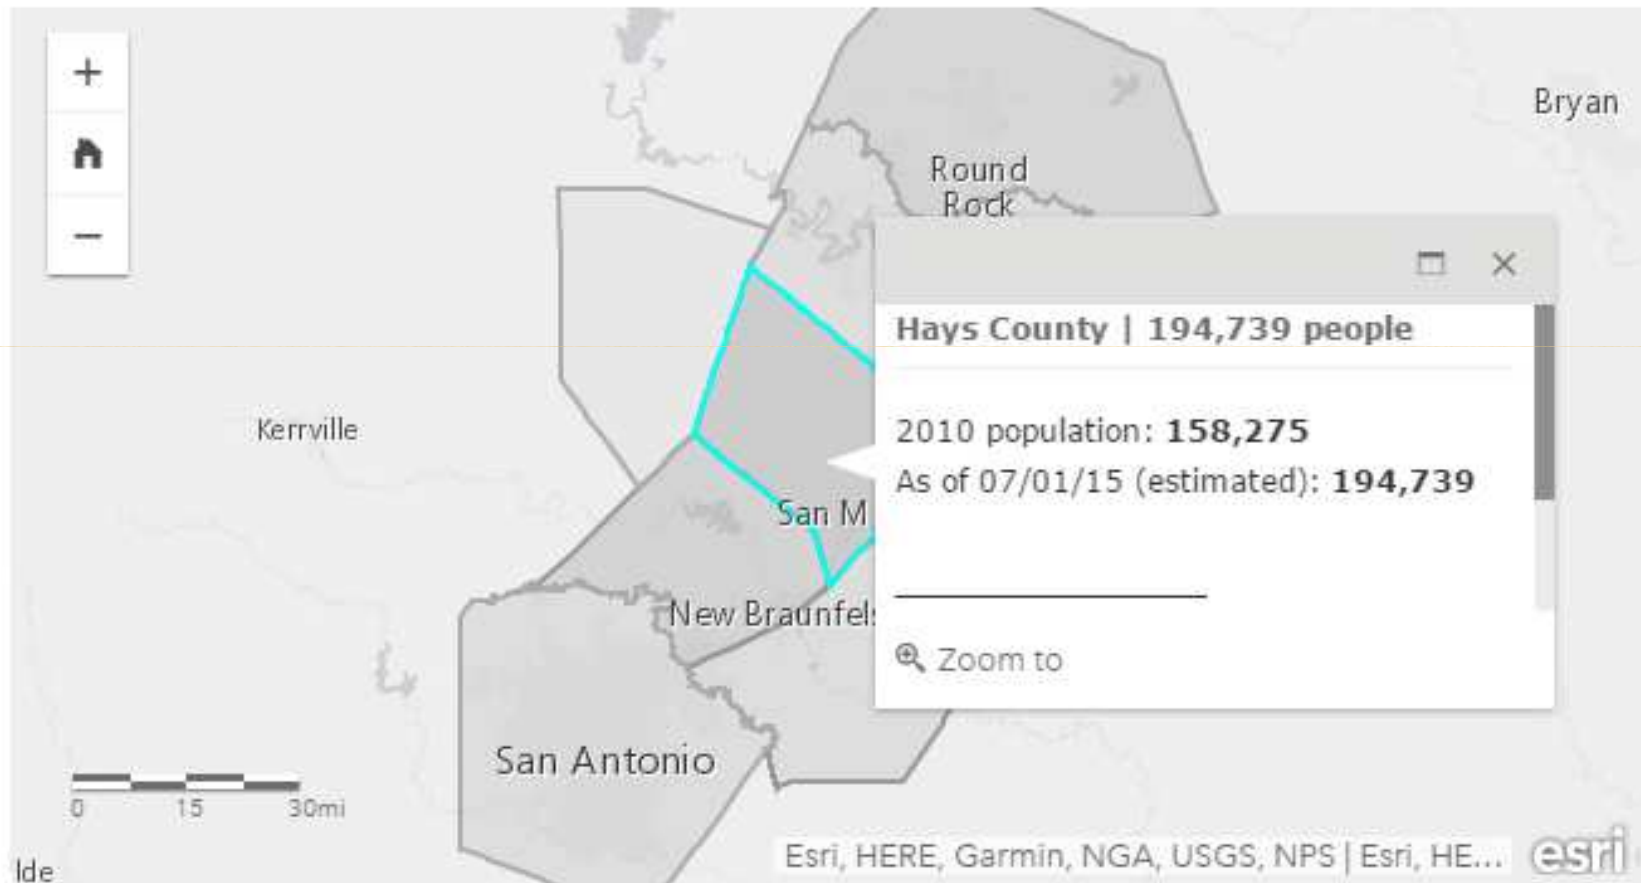 +
−
Bryan
Round
Rock
Hays County | 194,739 people
2010 population: 158,275
As of 07/01/15 (estimated): 194,739
Kerrville
San M
New Braunfels
Zoom to
San Antonio
0 15 30mi
Esri, HERE, Garmin, NGA, USGS, NPS | Esri, HE...
esri
lde